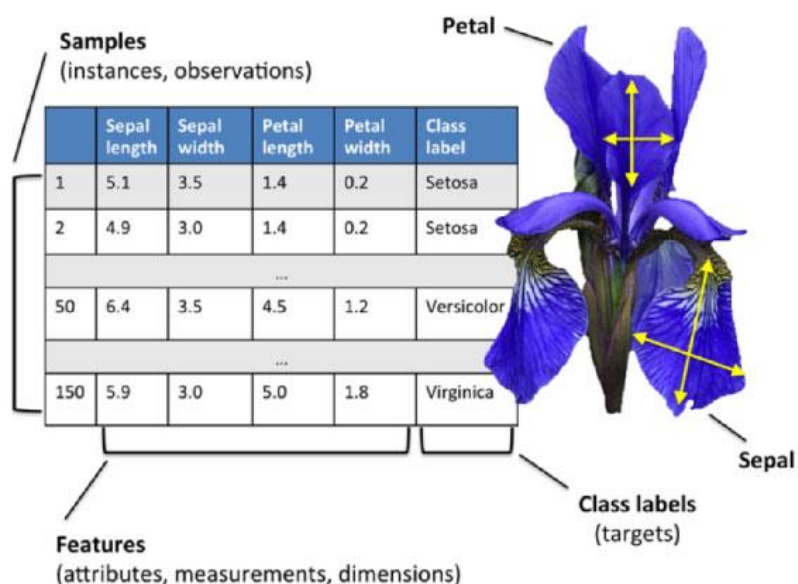 Samples
(instances, observations)
Petal
Sepal length Sepal width Petal length Petal width Class label
1 5.1 3.5 1.4 0.2 Setosa
2 4.9 3.0 1.4 0.2 Setosa
...
50 6.4 3.5 4.5 1.2 Versicolor
...
150 5.9 3.0 5.0 1.8 Virginica
Sepal
Class labels
(targets)
Features
(attributes, measurements, dimensions)